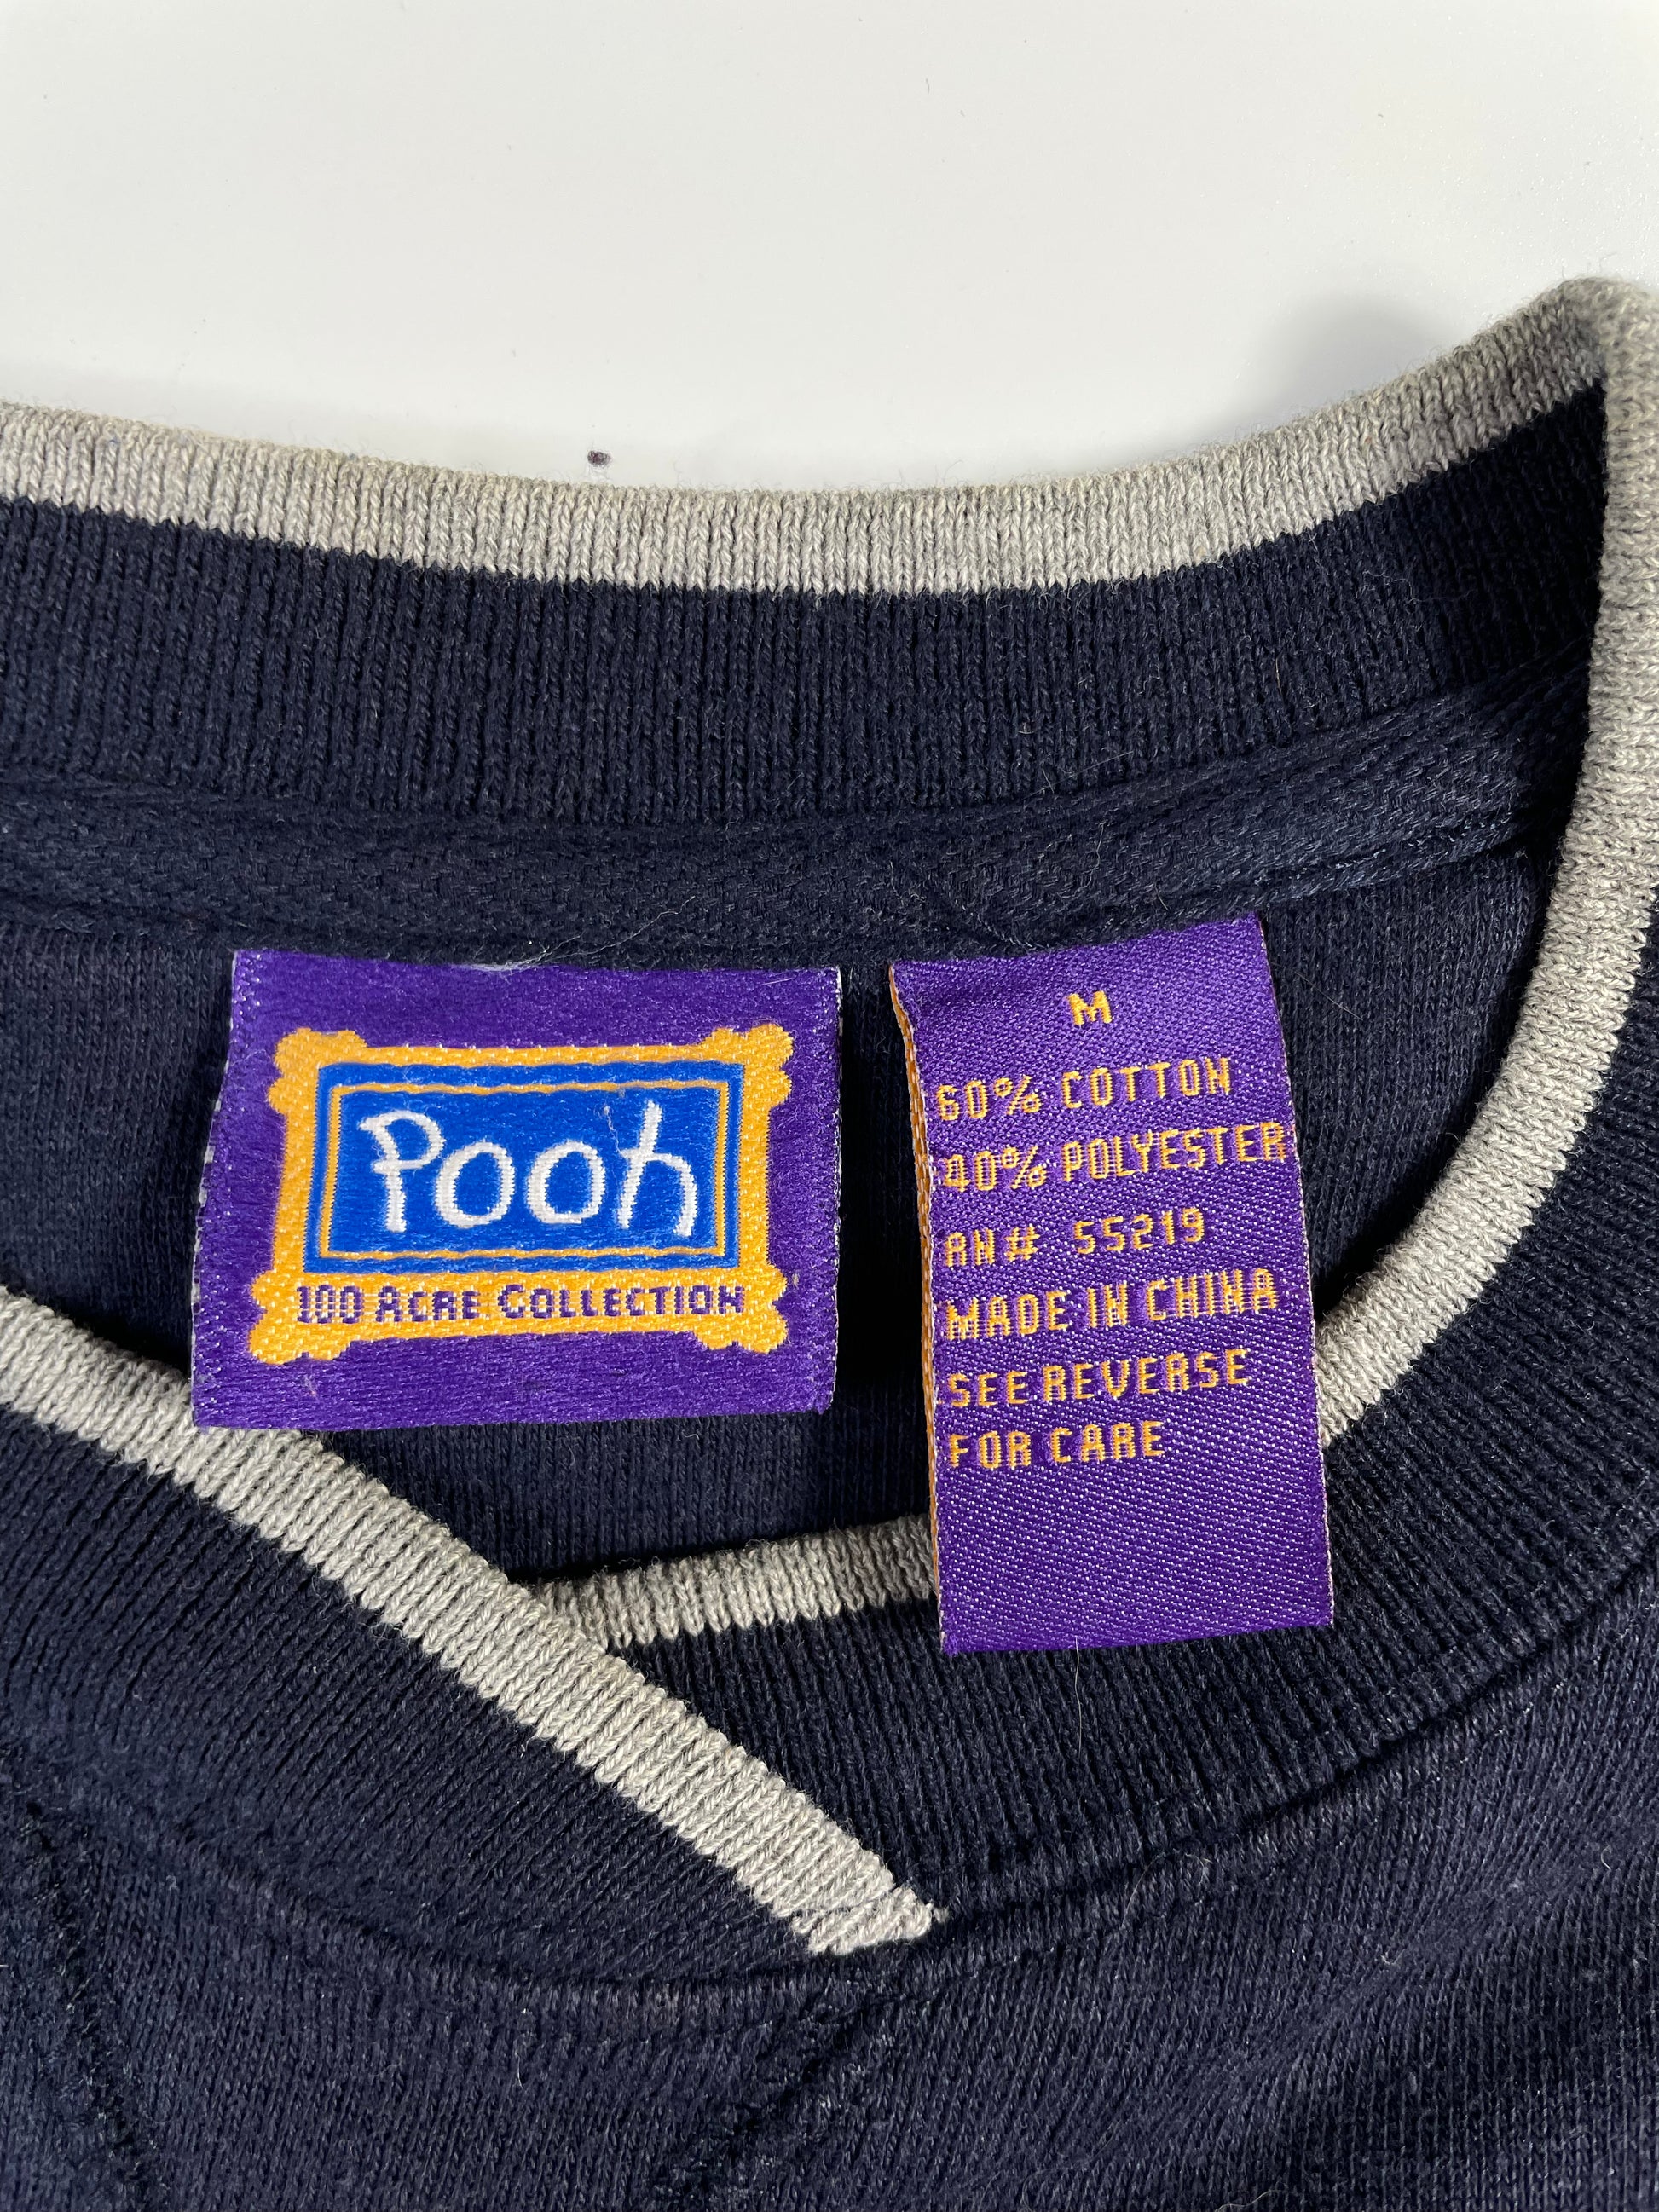 Pooh
100 ACRE COLLECTION
M
60% COTTON
40% POLYESTER
RN# 55219
MADE IN CHINA
SEE REVERSE
FOR CARE